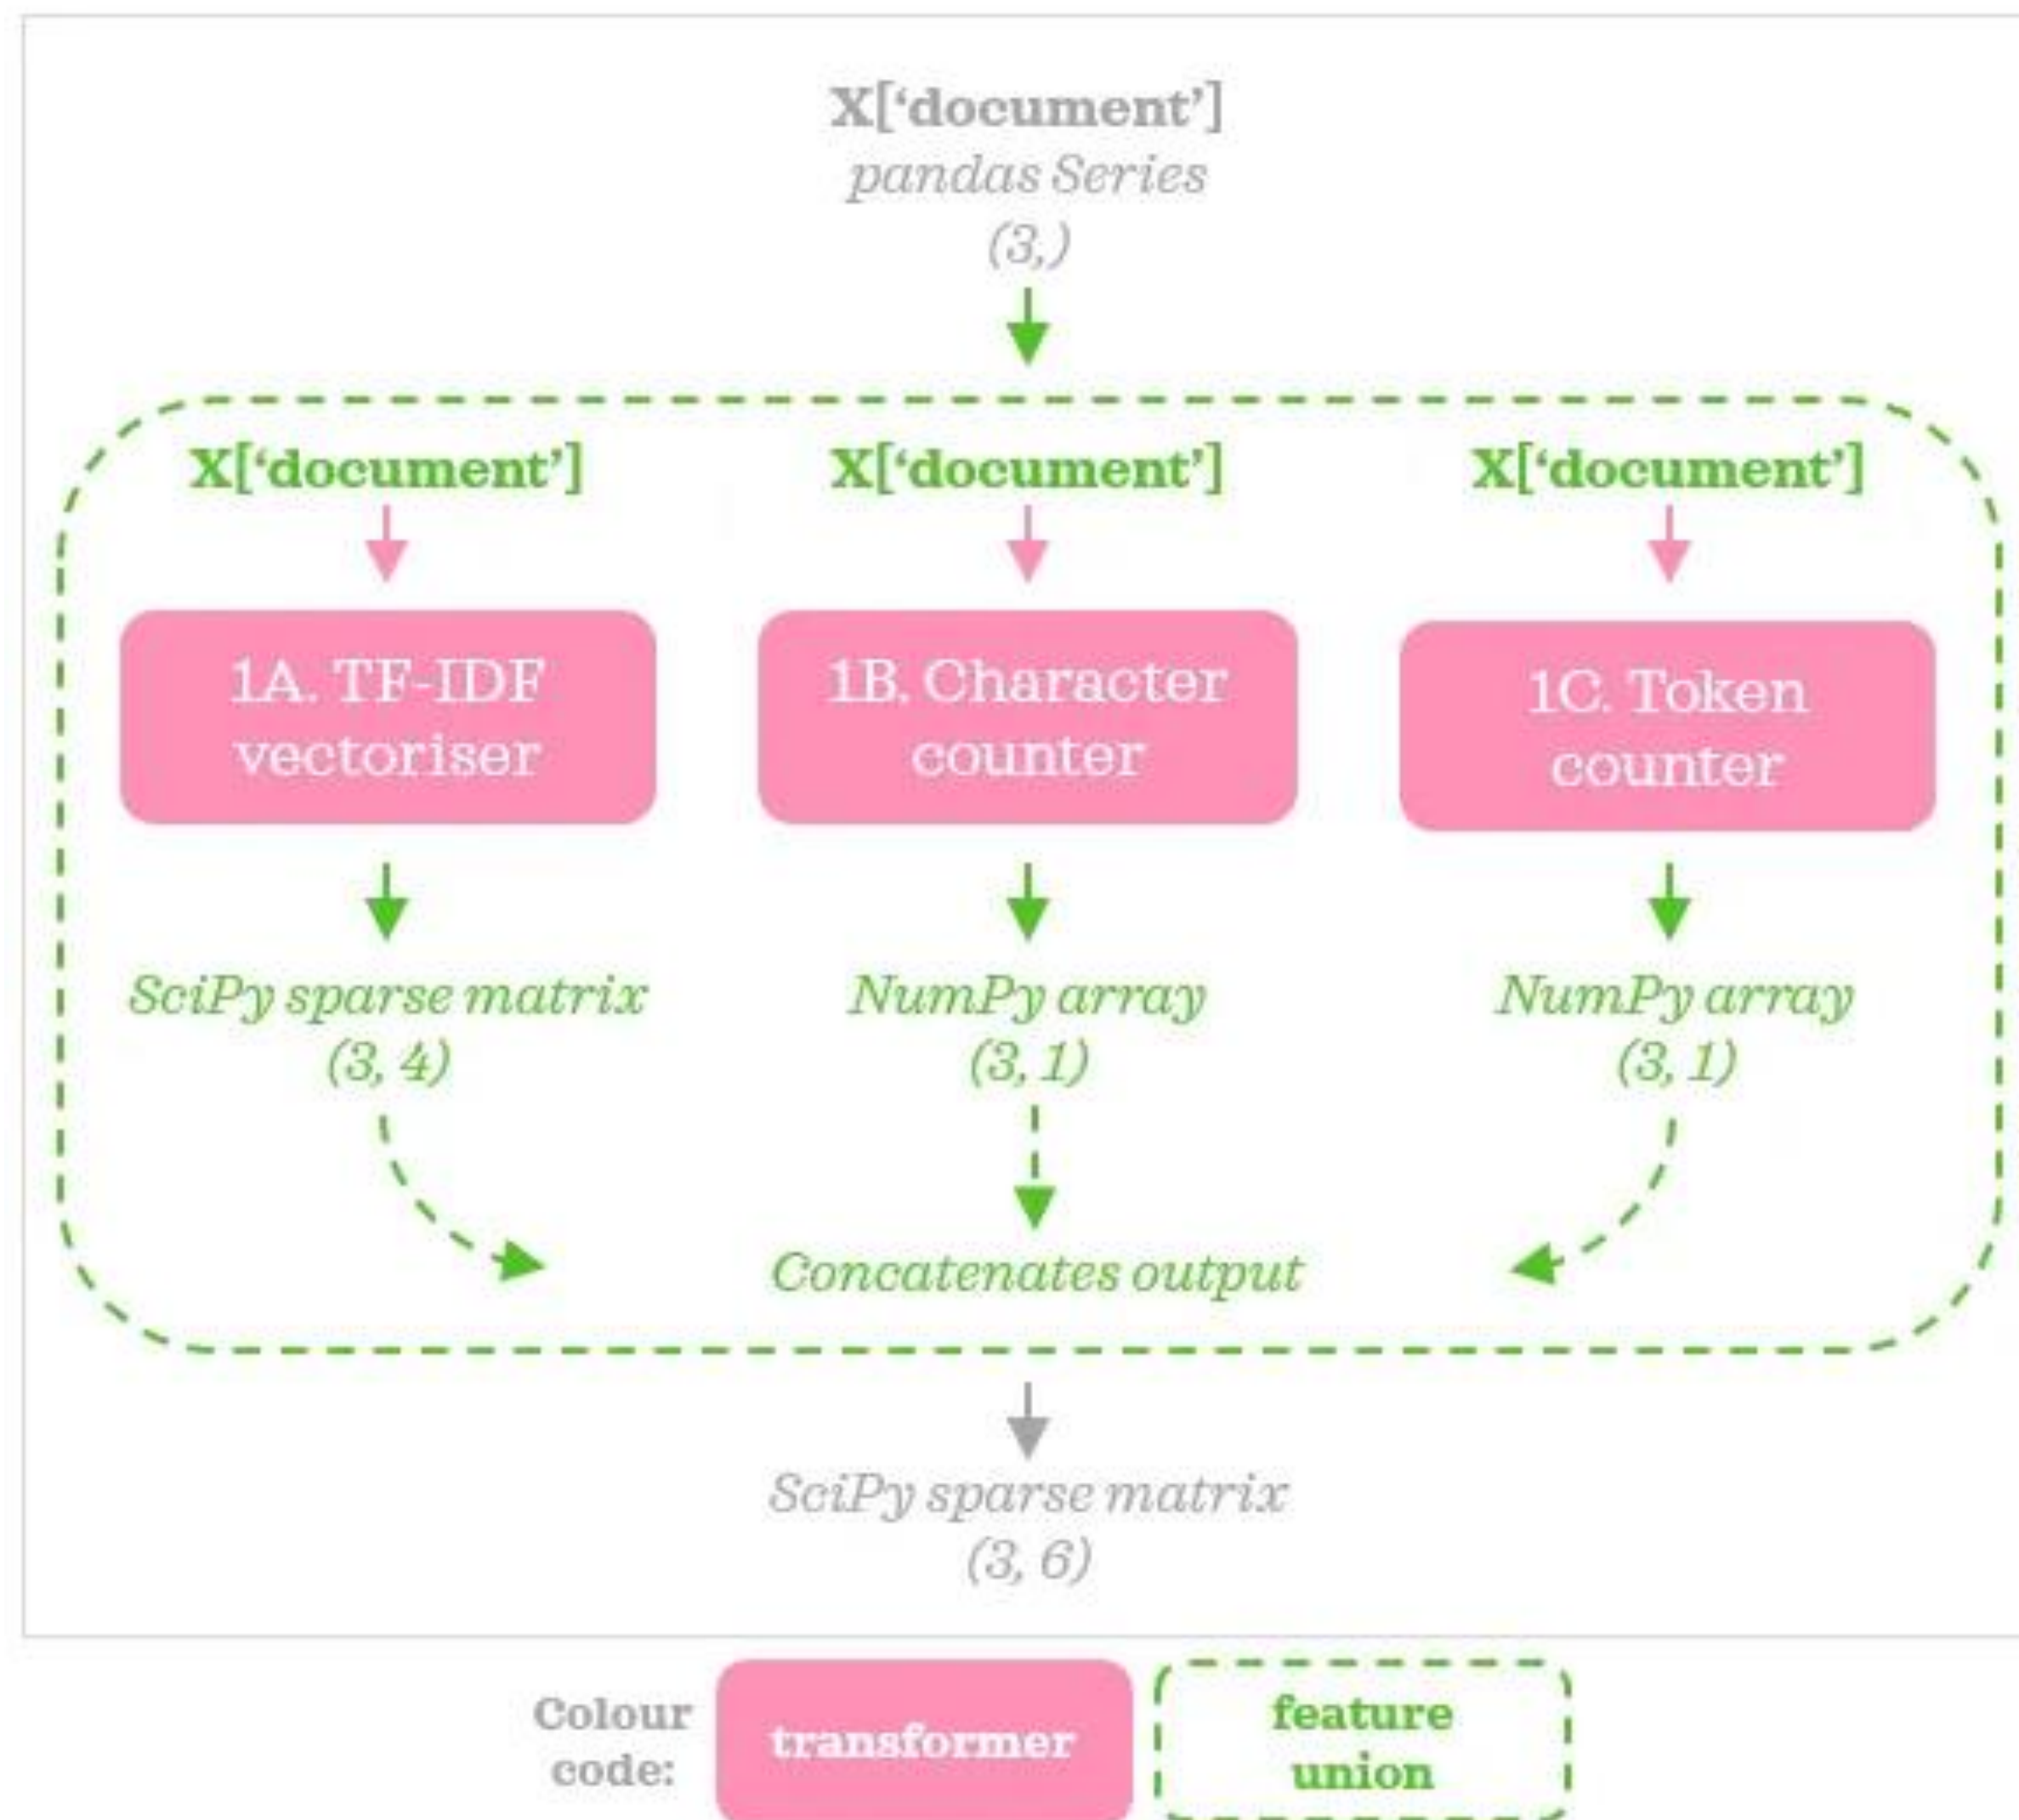 X[‘document’]
pandas Series
(3,)
X[‘document’]
X[‘document’]
X[‘document’]
1A. TF-IDF
vectoriser
1B. Character
counter
1C. Token
counter
SciPy sparse matrix
(3, 4)
NumPy array
(3, 1)
NumPy array
(3, 1)
Concatenates output
SciPy sparse matrix
(3, 6)
Colour
code:
transformer
feature
union